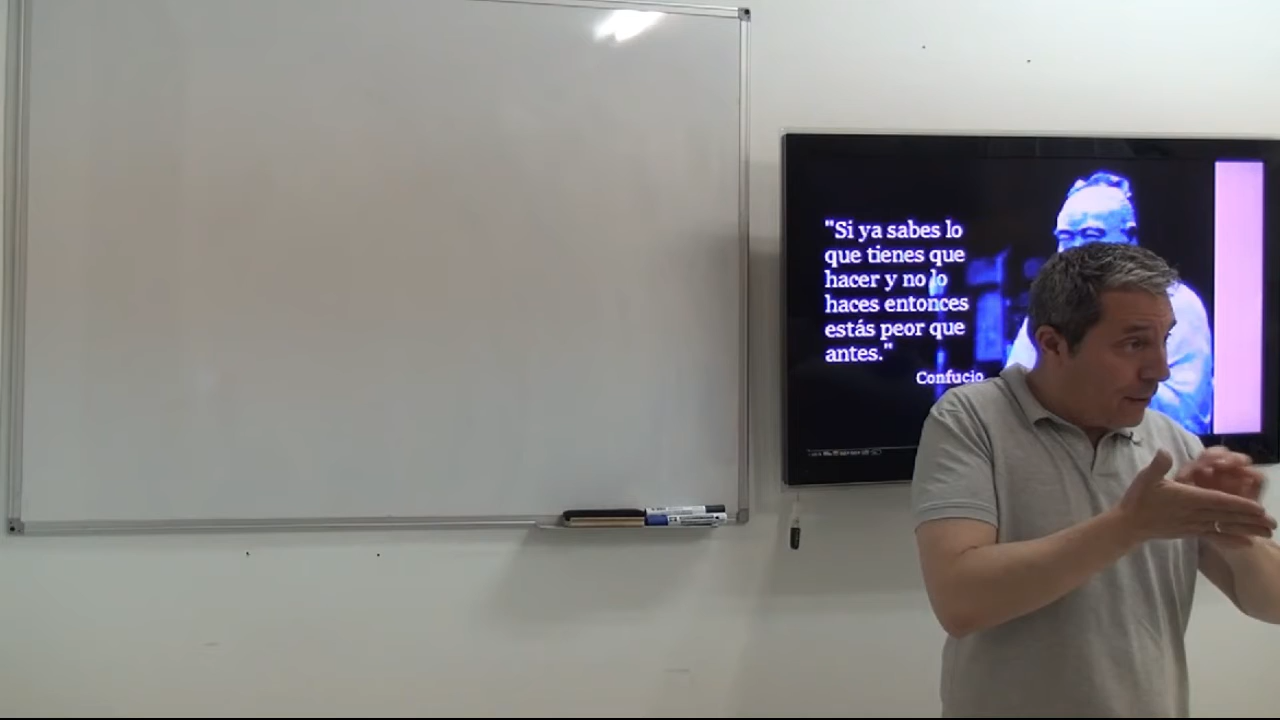 "Si ya sabes lo
que tienes que
hacer y no lo
haces entonces
estás peor que
antes."
Confucio